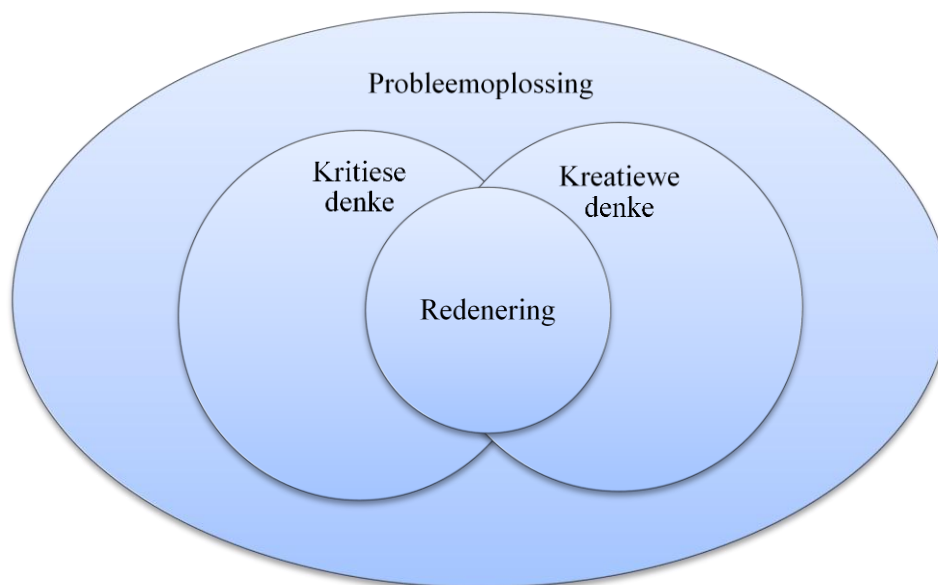 Probleemoplossing
Kritiese
denke
Kreatiewe
denke
Redenering